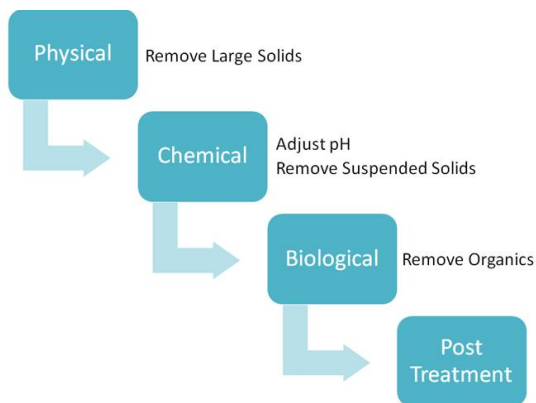 Physical
Remove Large Solids
Chemical
Adjust pH
Remove Suspended Solids
Biological
Remove Organics
Post
Treatment